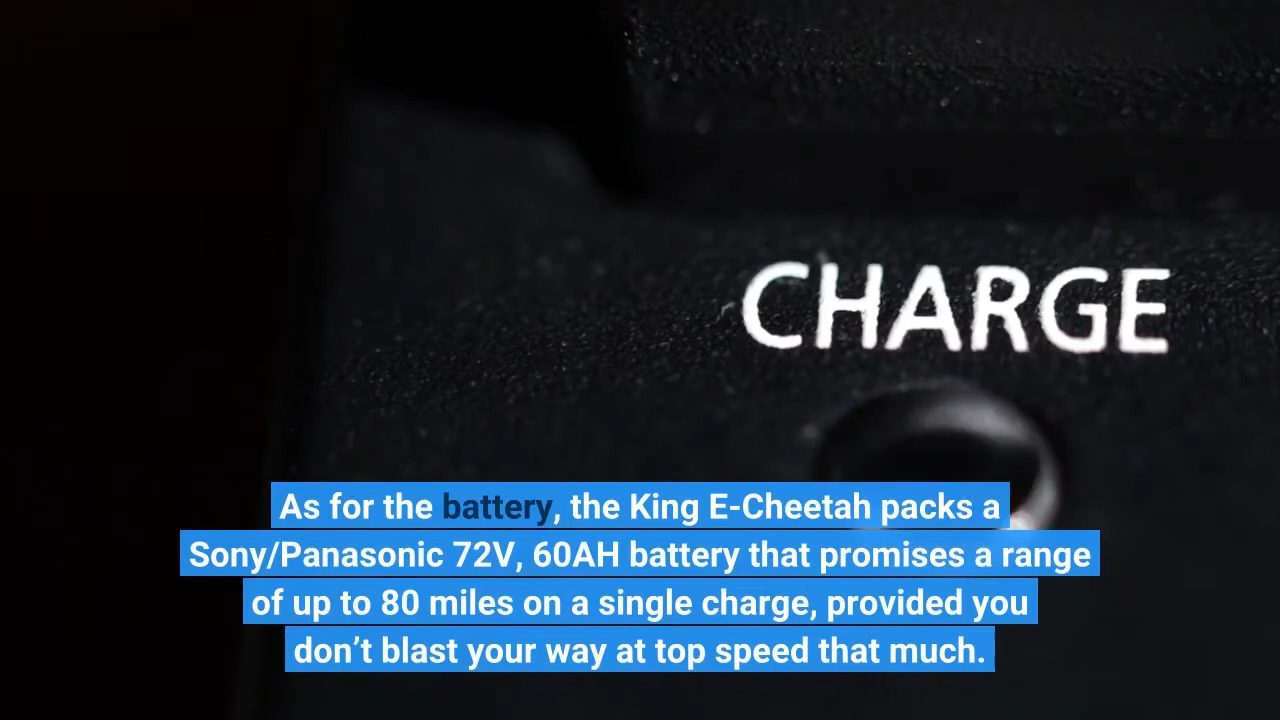 CHARGE
As for the battery, the King E-Cheetah packs a
Sony/Panasonic 72V, 60AH battery that promises a range
of up to 80 miles on a single charge, provided you
don’t blast your way at top speed that much.